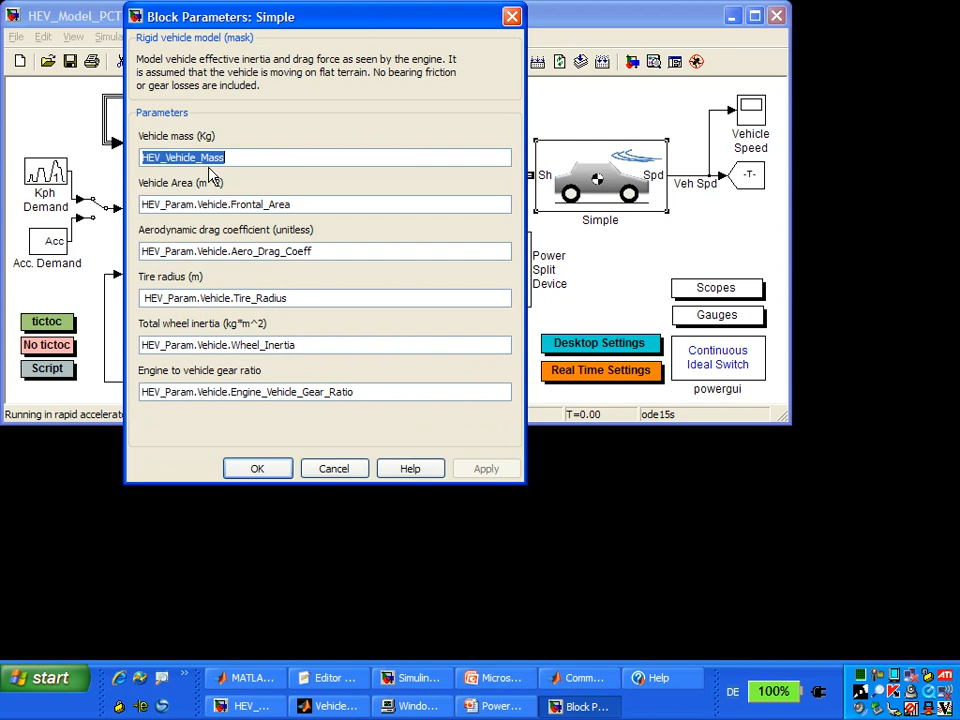 HEV_Model_PCT
Block Parameters: Simple
File Edit View Simula
Rigid vehicle model (mask)
Model vehicle effective inertia and drag force as seen by the engine. It
is assumed that the vehicle is moving on flat terrain. No bearing friction
or gear losses are included.
Parameters
Vehicle mass (Kg)
HEV_Vehicle_Mass
Vehicle Area (m^2)
HEV_Param.Vehicle.Frontal_Area
Aerodynamic drag coefficient (unitless)
HEV_Param.Vehicle.Aero_Drag_Coeff
Tire radius (m)
HEV_Param.Vehicle.Tire_Radius
Total wheel inertia (kg*m^2)
HEV_Param.Vehicle.Wheel_Inertia
Engine to vehicle gear ratio
HEV_Param.Vehicle.Engine_Vehicle_Gear_Ratio
OK Cancel Help Apply
Kph
Demand
Acc
Acc. Demand
tictoc
No tictoc
Script
Sh
Spd
Simple
Veh Spd
-T-
Vehicle
Speed
Power
Split
Device
Scopes
Gauges
Desktop Settings
Real Time Settings
Continuous
Ideal Switch
powergui
Running in rapid accelerat
T=0.00
ode15s
start
MATLA...
Editor ...
Simulin...
Micros...
Comm...
Help
HEV_...
Vehicle...
Windo...
Power...
Block P...
DE
100%
ATI